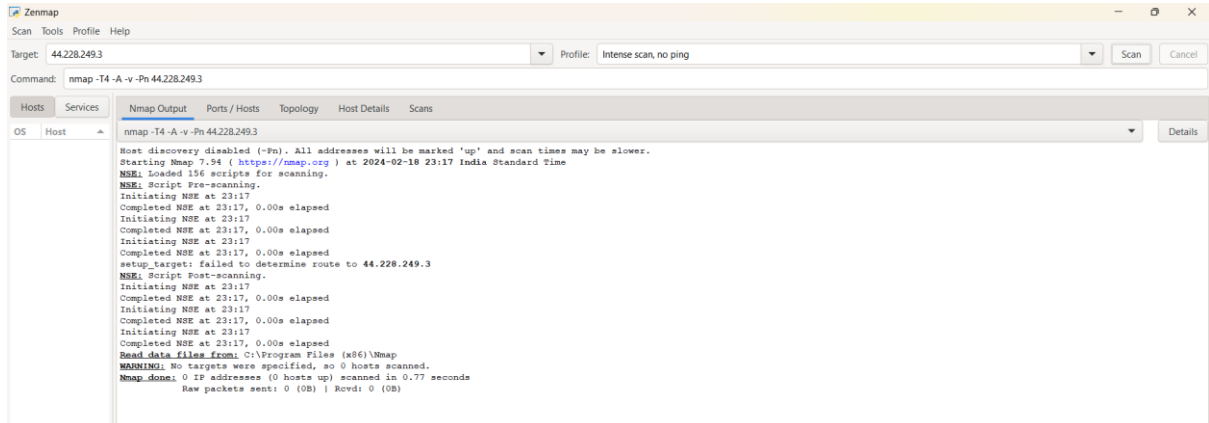 Zenmap
Scan Tools Profile Help
Target: 44.228.249.3 Profile: Intense scan, no ping Scan Cancel
Command: nmap -T4 -A -v -Pn 44.228.249.3
Hosts Services Nmap Output Ports / Hosts Topology Host Details Scans
OS Host nmap -T4 -A -v -Pn 44.228.249.3 Details
Host discovery disabled (-Pn). All addresses will be marked 'up' and scan times may be slower.
Starting Nmap 7.94 ( https://nmap.org ) at 2024-02-18 23:17 India Standard Time
NSE: Loaded 156 scripts for scanning.
NSE: Script Pre-scanning.
Initiating NSE at 23:17
Completed NSE at 23:17, 0.00s elapsed
Initiating NSE at 23:17
Completed NSE at 23:17, 0.00s elapsed
Initiating NSE at 23:17
Completed NSE at 23:17, 0.00s elapsed
setup_target: failed to determine route to 44.228.249.3
NSE: Script Post-scanning.
Initiating NSE at 23:17
Completed NSE at 23:17, 0.00s elapsed
Initiating NSE at 23:17
Completed NSE at 23:17, 0.00s elapsed
Initiating NSE at 23:17
Completed NSE at 23:17, 0.00s elapsed
Read data files from: C:\Program Files (x86)\Nmap
WARNING: No targets were specified, so 0 hosts scanned.
Nmap done: 0 IP addresses (0 hosts up) scanned in 0.77 seconds
Raw packets sent: 0 (0B) | Rcvd: 0 (0B)